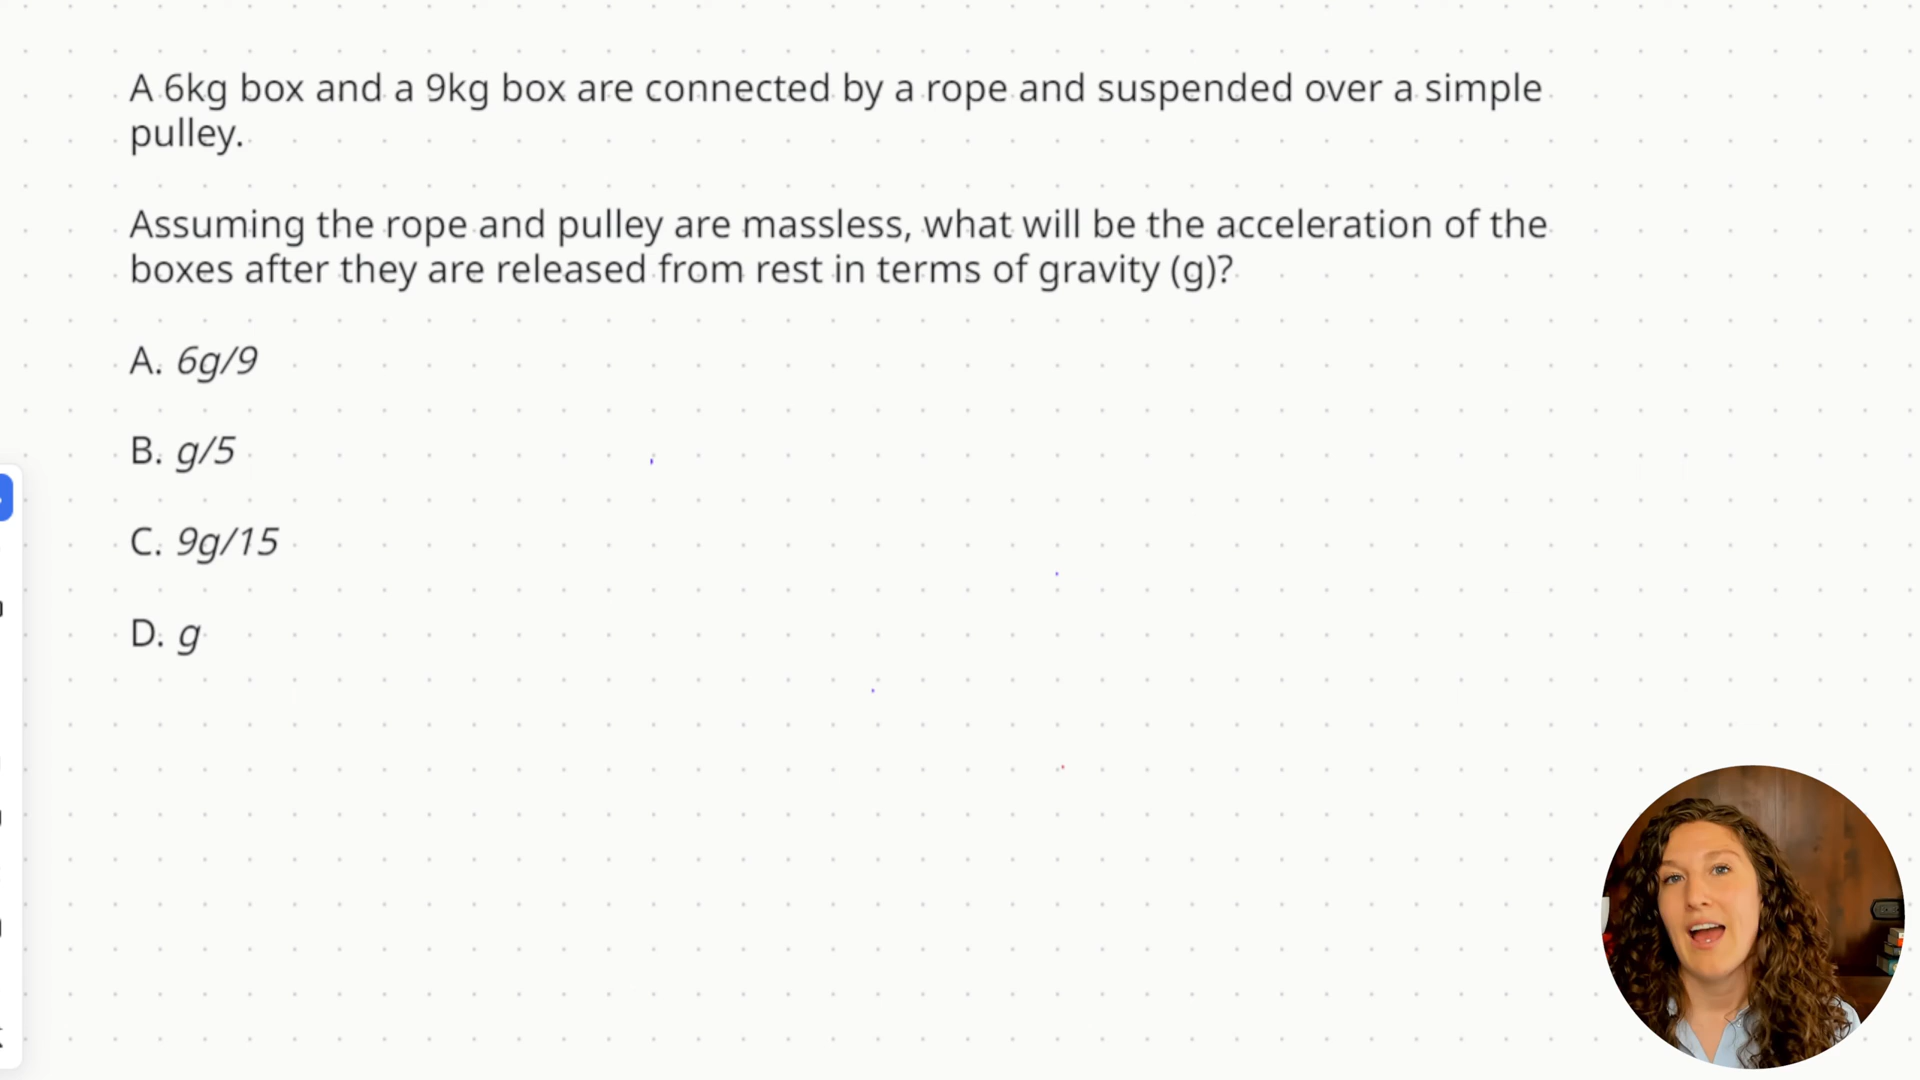 A 6kg box and a 9kg box are connected by a rope and suspended over a simple
pulley.
Assuming the rope and pulley are massless, what will be the acceleration of the
boxes after they are released from rest in terms of gravity (g)?
A. 6g/9
B. g/5
C. 9g/15
D. g